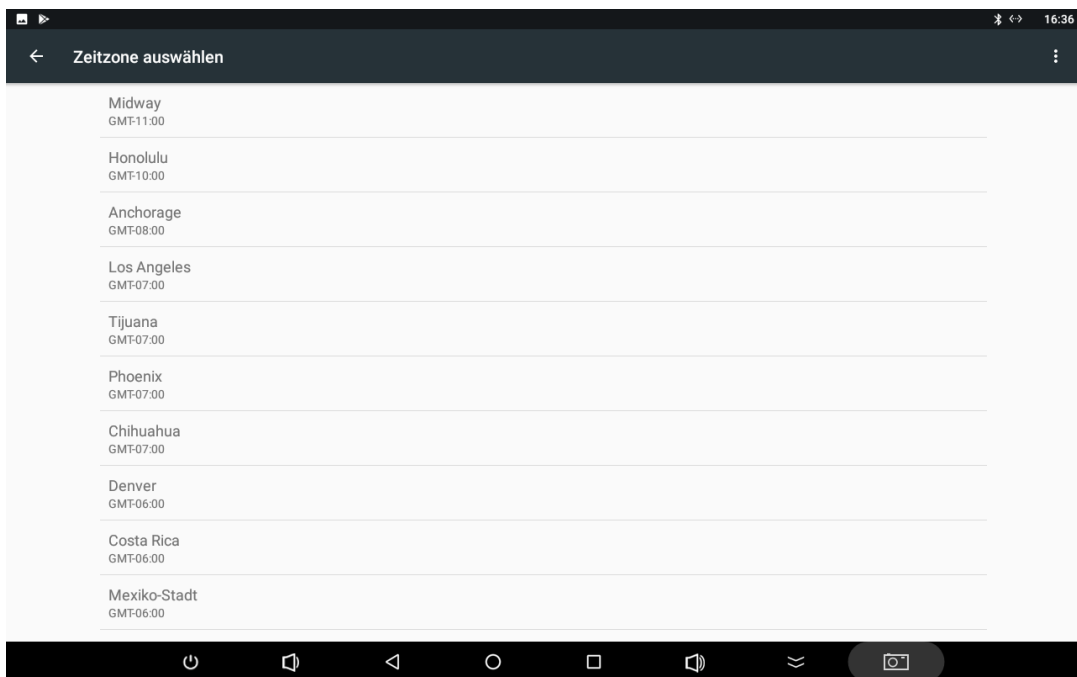 16:36
Zeitzone auswählen
Midway
GMT-11:00
Honolulu
GMT-10:00
Anchorage
GMT-08:00
Los Angeles
GMT-07:00
Tijuana
GMT-07:00
Phoenix
GMT-07:00
Chihuahua
GMT-07:00
Denver
GMT-06:00
Costa Rica
GMT-06:00
Mexiko-Stadt
GMT-06:00